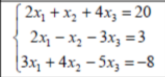 2x₁ + x₂ + 4x₃ = 20
2x₁ − x₂ − 3x₃ = 3
3x₁ + 4x₂ − 5x₃ = −8